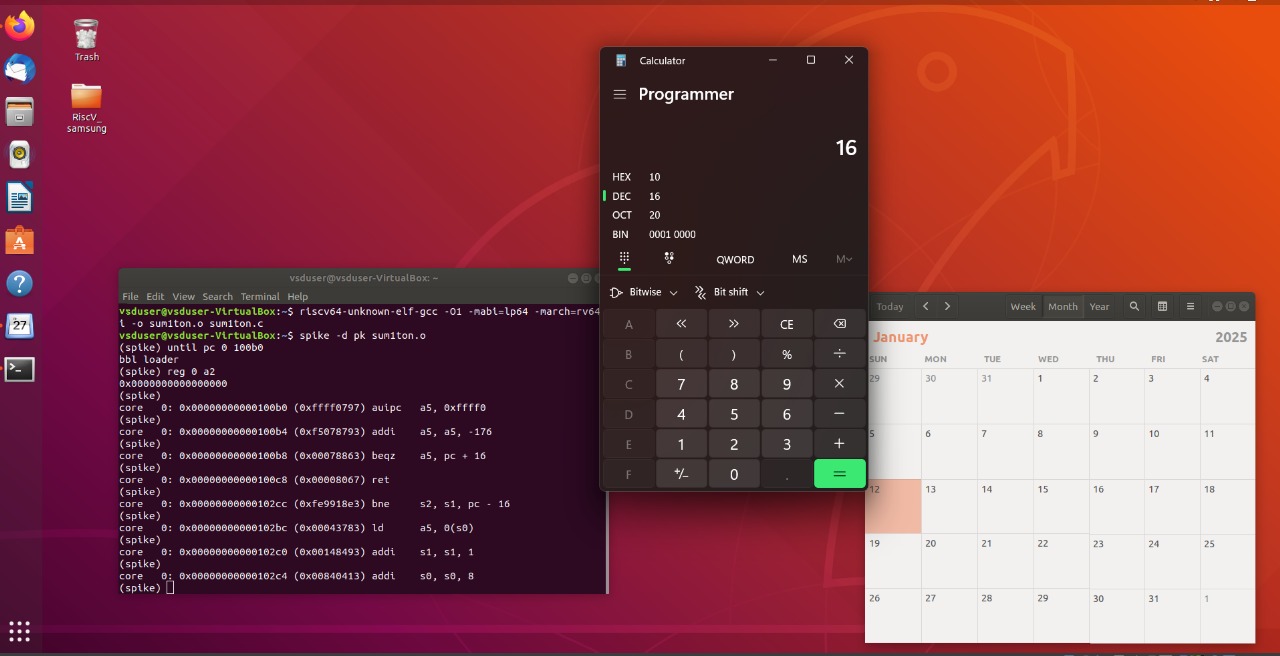 Trash
RiscV_
samsung
vsduser@vsduser-VirtualBox: ~
File Edit View Search Terminal Help
vsduser@vsduser-VirtualBox:~$ riscv64-unknown-elf-gcc -O1 -mabi=lp64 -march=rv64
i -o sum1ton.o sum1ton.c
vsduser@vsduser-VirtualBox:~$ spike -d pk sum1ton.o
(spike) until pc 0 100b0
bbl loader
(spike) reg 0 a2
0x0000000000000000
(spike)
core   0: 0x00000000000100b0 (0xffff0797) auipc   a5, 0xffff0
(spike)
core   0: 0x00000000000100b4 (0xf5078793) addi    a5, a5, -176
(spike)
core   0: 0x00000000000100b8 (0x00078863) beqz    a5, pc + 16
(spike)
core   0: 0x00000000000100c8 (0x00008067) ret
(spike)
core   0: 0x00000000000102cc (0xfe9918e3) bne     s2, s1, pc - 16
(spike)
core   0: 0x00000000000102bc (0x00043783) ld      a5, 0(s0)
(spike)
core   0: 0x00000000000102c0 (0x00148493) addi    s1, s1, 1
(spike)
core   0: 0x00000000000102c4 (0x00840413) addi    s0, s0, 8
(spike)
Calculator
Programmer
16
HEX 10
DEC 16
OCT 20
BIN 0001 0000
QWORD MS M
Bitwise Bit shift
A « » CE
B ( ) % ÷
C 7 8 9 ×
D 4 5 6 −
E 1 2 3 +
F +/− 0 . =
Today Week Month Year
January 2025
SUN MON TUE WED THU FRI SAT
29 30 31 1 2 3 4
5 6 7 8 9 10 11
12 13 14 15 16 17 18
19 20 21 22 23 24 25
26 27 28 29 30 31 1
27